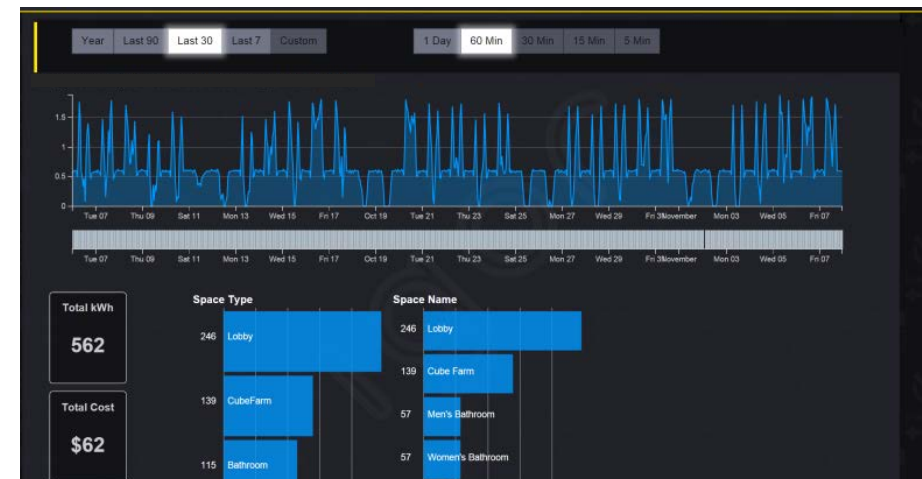 Year Last 90 Last 30 Last 7 Custom 1 Day 60 Min 30 Min 15 Min 5 Min
1.5
1
0.5
0
Tue 07 Thu 09 Sat 11 Mon 13 Wed 15 Fri 17 Oct 19 Tue 21 Thu 23 Sat 25 Mon 27 Wed 29 Fri 31 November Mon 03 Wed 05 Fri 07
Tue 07 Thu 09 Sat 11 Mon 13 Wed 15 Fri 17 Oct 19 Tue 21 Thu 23 Sat 25 Mon 27 Wed 29 Fri 31 November Mon 03 Wed 05 Fri 07
Total kWh
562
Total Cost
$62
Space Type
246 Lobby
139 CubeFarm
115 Bathroom
Space Name
246 Lobby
139 Cube Farm
57 Men's Bathroom
57 Women's Bathroom